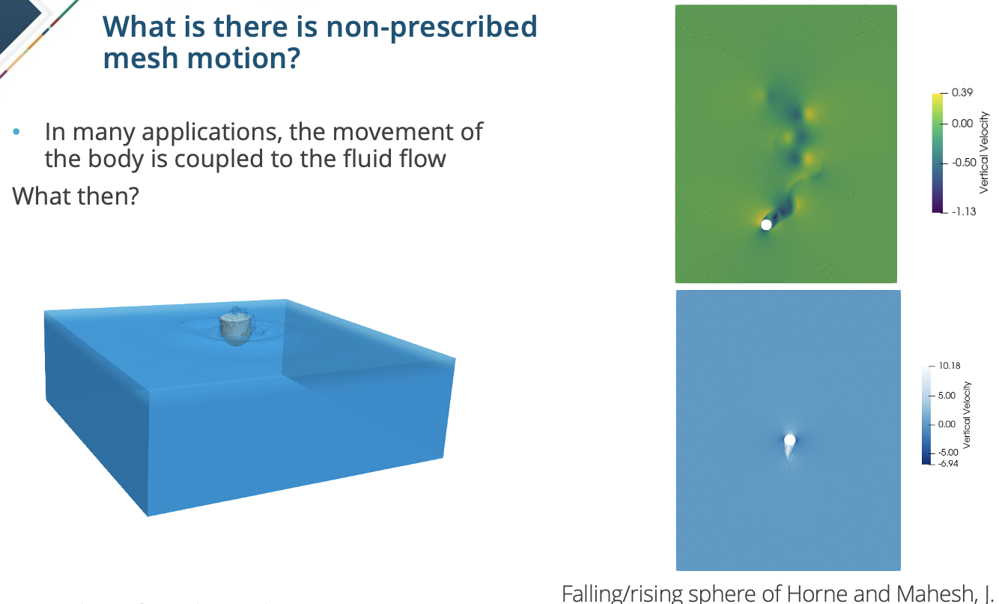 What is there is non-prescribed
mesh motion?
• In many applications, the movement of
the body is coupled to the fluid flow
What then?
0.39
0.00
-0.50
-1.13
Vertical Velocity
10.18
5.00
0.00
-5.00
-6.94
Vertical Velocity
Falling/rising sphere of Horne and Mahesh, J.